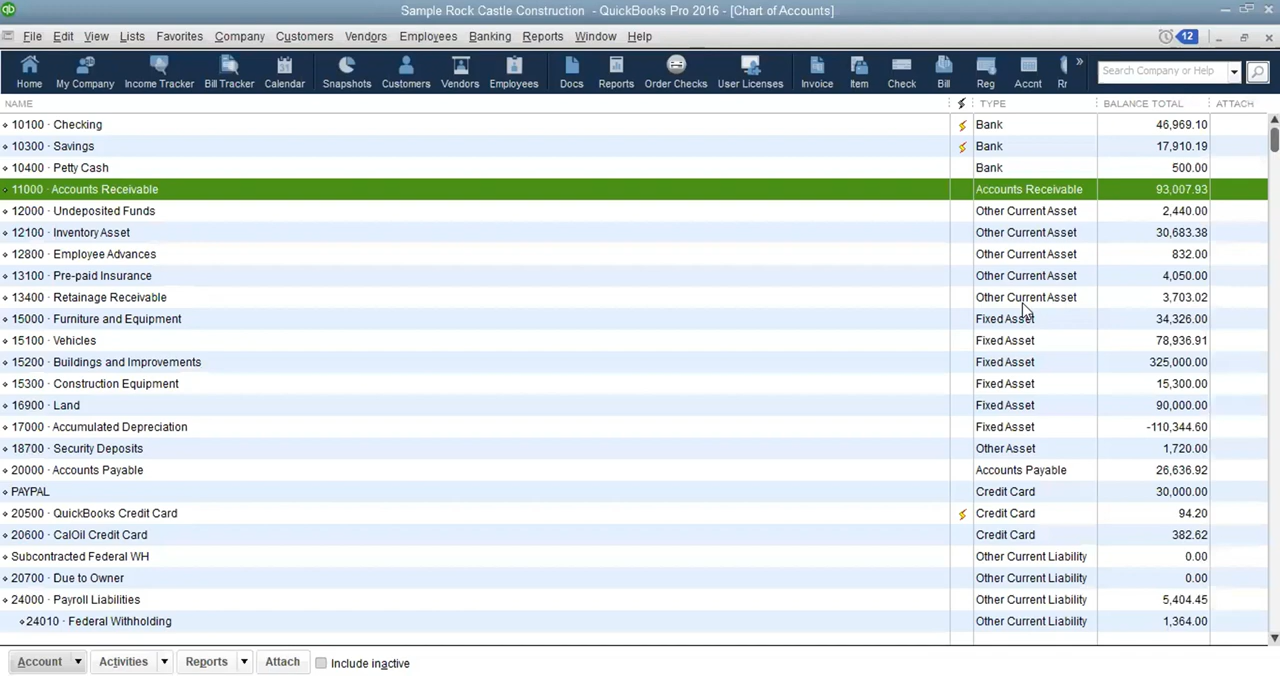 Sample Rock Castle Construction - QuickBooks Pro 2016 - [Chart of Accounts]
File Edit View Lists Favorites Company Customers Vendors Employees Banking Reports Window Help 12
Home My Company Income Tracker Bill Tracker Calendar Snapshots Customers Vendors Employees Docs Reports Order Checks User Licenses Invoice Item Check Bill Reg Accnt Rr » Search Company or Help
NAME TYPE BALANCE TOTAL ATTACH
10100 · Checking Bank 46,969.10
10300 · Savings Bank 17,910.19
10400 · Petty Cash Bank 500.00
11000 · Accounts Receivable Accounts Receivable 93,007.93
12000 · Undeposited Funds Other Current Asset 2,440.00
12100 · Inventory Asset Other Current Asset 30,683.38
12800 · Employee Advances Other Current Asset 832.00
13100 · Pre-paid Insurance Other Current Asset 4,050.00
13400 · Retainage Receivable Other Current Asset 3,703.02
15000 · Furniture and Equipment Fixed Asset 34,326.00
15100 · Vehicles Fixed Asset 78,936.91
15200 · Buildings and Improvements Fixed Asset 325,000.00
15300 · Construction Equipment Fixed Asset 15,300.00
16900 · Land Fixed Asset 90,000.00
17000 · Accumulated Depreciation Fixed Asset -110,344.60
18700 · Security Deposits Other Asset 1,720.00
20000 · Accounts Payable Accounts Payable 26,636.92
PAYPAL Credit Card 30,000.00
20500 · QuickBooks Credit Card Credit Card 94.20
20600 · CalOil Credit Card Credit Card 382.62
Subcontracted Federal WH Other Current Liability 0.00
20700 · Due to Owner Other Current Liability 0.00
24000 · Payroll Liabilities Other Current Liability 5,404.45
24010 · Federal Withholding Other Current Liability 1,364.00
Account Activities Reports Attach Include inactive